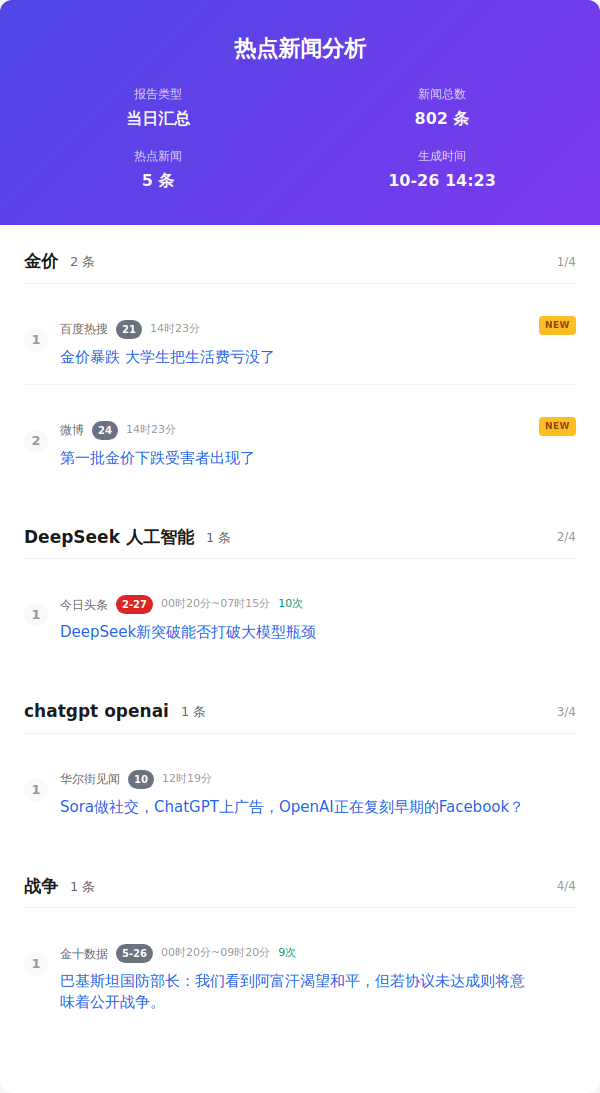 热点新闻分析
报告类型
新闻总数
当日汇总
802 条
热点新闻
生成时间
5 条
10-26 14:23
金价 2 条 1/4
1 百度热搜 21 14时23分 NEW
金价暴跌 大学生把生活费亏没了
2 微博 24 14时23分 NEW
第一批金价下跌受害者出现了
DeepSeek 人工智能 1 条 2/4
1 今日头条 2-27 00时20分~07时15分 10次
DeepSeek新突破能否打破大模型瓶颈
chatgpt openai 1 条 3/4
1 华尔街见闻 10 12时19分
Sora做社交，ChatGPT上广告，OpenAI正在复刻早期的Facebook？
战争 1 条 4/4
1 金十数据 5-26 00时20分~09时20分 9次
巴基斯坦国防部长：我们看到阿富汗渴望和平，但若协议未达成则将意
味着公开战争。